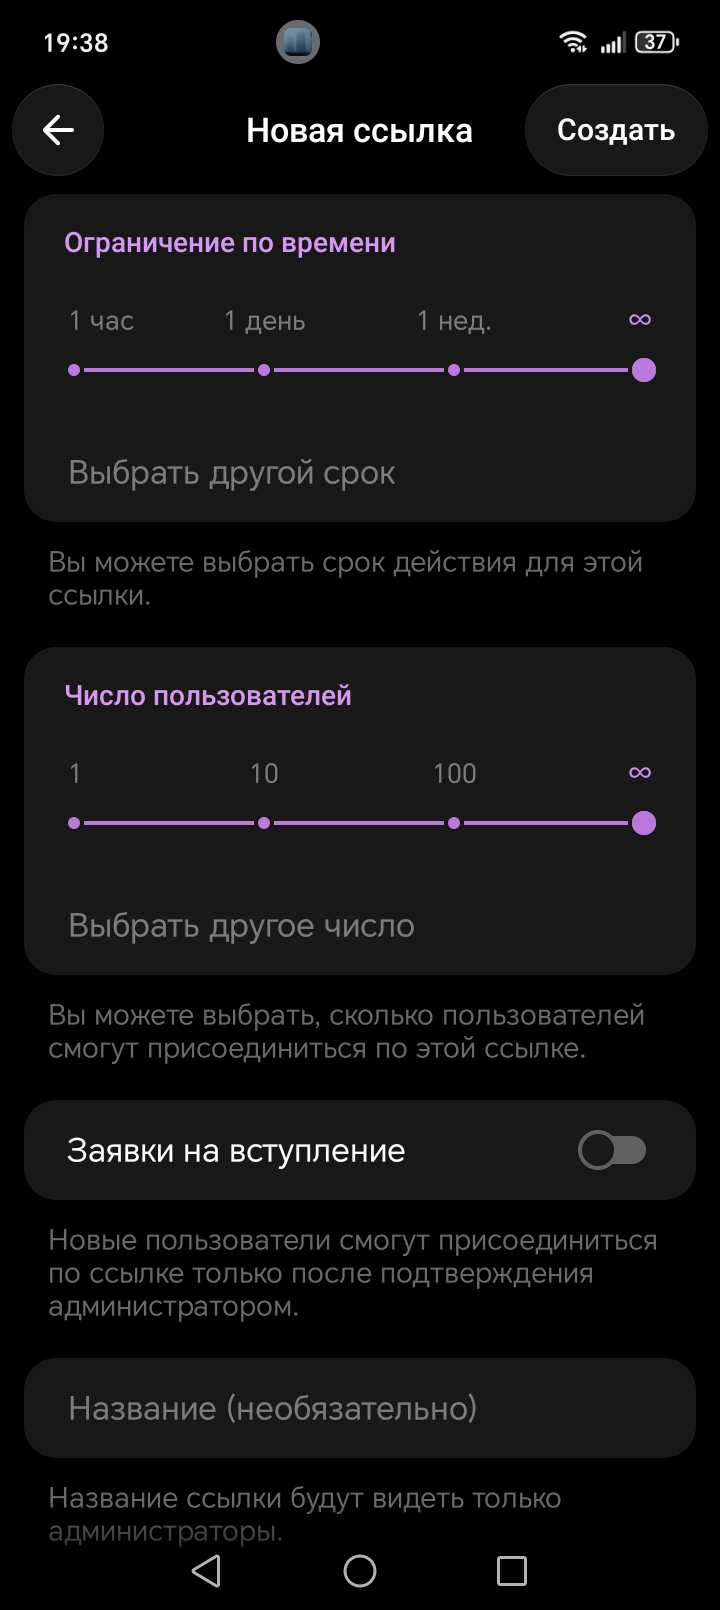 19:38
37
Новая ссылка
Создать
Ограничение по времени
1 час 1 день 1 нед. ∞
Выбрать другой срок
Вы можете выбрать срок действия для этой
ссылки.
Число пользователей
1 10 100 ∞
Выбрать другое число
Вы можете выбрать, сколько пользователей
смогут присоединиться по этой ссылке.
Заявки на вступление
Новые пользователи смогут присоединиться
по ссылке только после подтверждения
администратором.
Название (необязательно)
Название ссылки будут видеть только
администраторы.